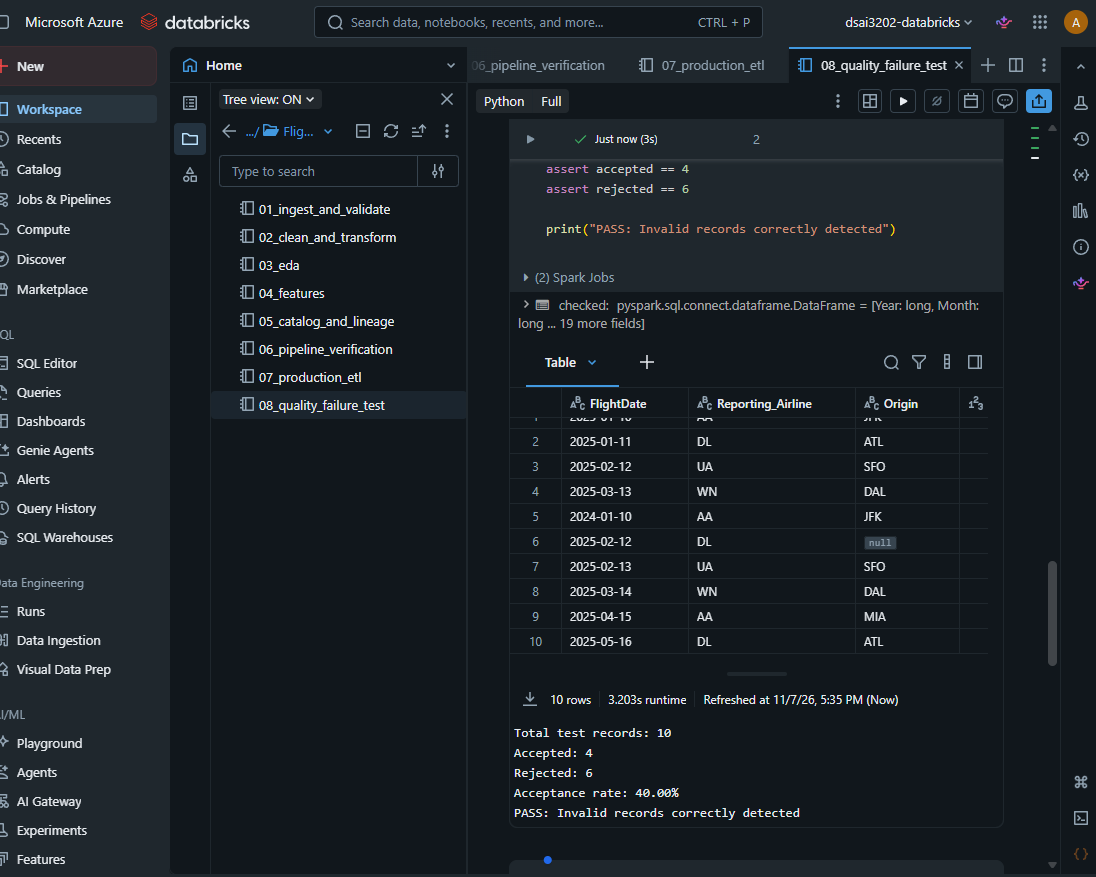 Microsoft Azure
databricks
Search data, notebooks, recents, and more...
CTRL + P
dsai3202-databricks
A
New
Workspace
Recents
Catalog
Jobs & Pipelines
Compute
Discover
Marketplace
QL
SQL Editor
Queries
Dashboards
Genie Agents
Alerts
Query History
SQL Warehouses
ata Engineering
Runs
Data Ingestion
Visual Data Prep
I/ML
Playground
Agents
AI Gateway
Experiments
Features
Home
Tree view: ON
.../ Flig...
Type to search
01_ingest_and_validate
02_clean_and_transform
03_eda
04_features
05_catalog_and_lineage
06_pipeline_verification
07_production_etl
08_quality_failure_test
06_pipeline_verification
07_production_etl
08_quality_failure_test
Python Full
Just now (3s) 2
assert accepted == 4
assert rejected == 6
print("PASS: Invalid records correctly detected")
(2) Spark Jobs
checked: pyspark.sql.connect.dataframe.DataFrame = [Year: long, Month:
long ... 19 more fields]
Table
FlightDate Reporting_Airline Origin
2 2025-01-11 DL ATL
3 2025-02-12 UA SFO
4 2025-03-13 WN DAL
5 2024-01-10 AA JFK
6 2025-02-12 DL null
7 2025-02-13 UA SFO
8 2025-03-14 WN DAL
9 2025-04-15 AA MIA
10 2025-05-16 DL ATL
10 rows 3.203s runtime Refreshed at 11/7/26, 5:35 PM (Now)
Total test records: 10
Accepted: 4
Rejected: 6
Acceptance rate: 40.00%
PASS: Invalid records correctly detected